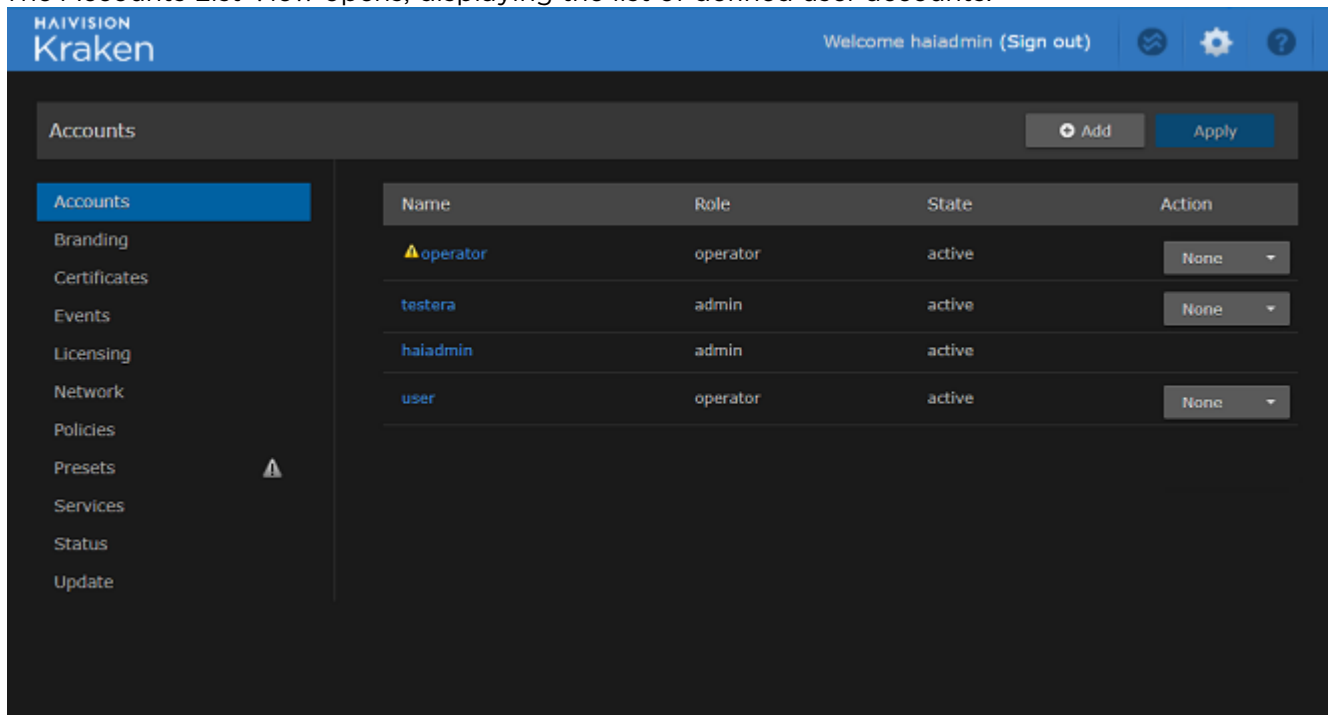 HAIVISION
Kraken
Welcome haiadmin (Sign out)
Accounts
Add
Apply
Accounts
Branding
Certificates
Events
Licensing
Network
Policies
Presets
Services
Status
Update
Name Role State Action
operator operator active None
testera admin active None
haiadmin admin active
user operator active None